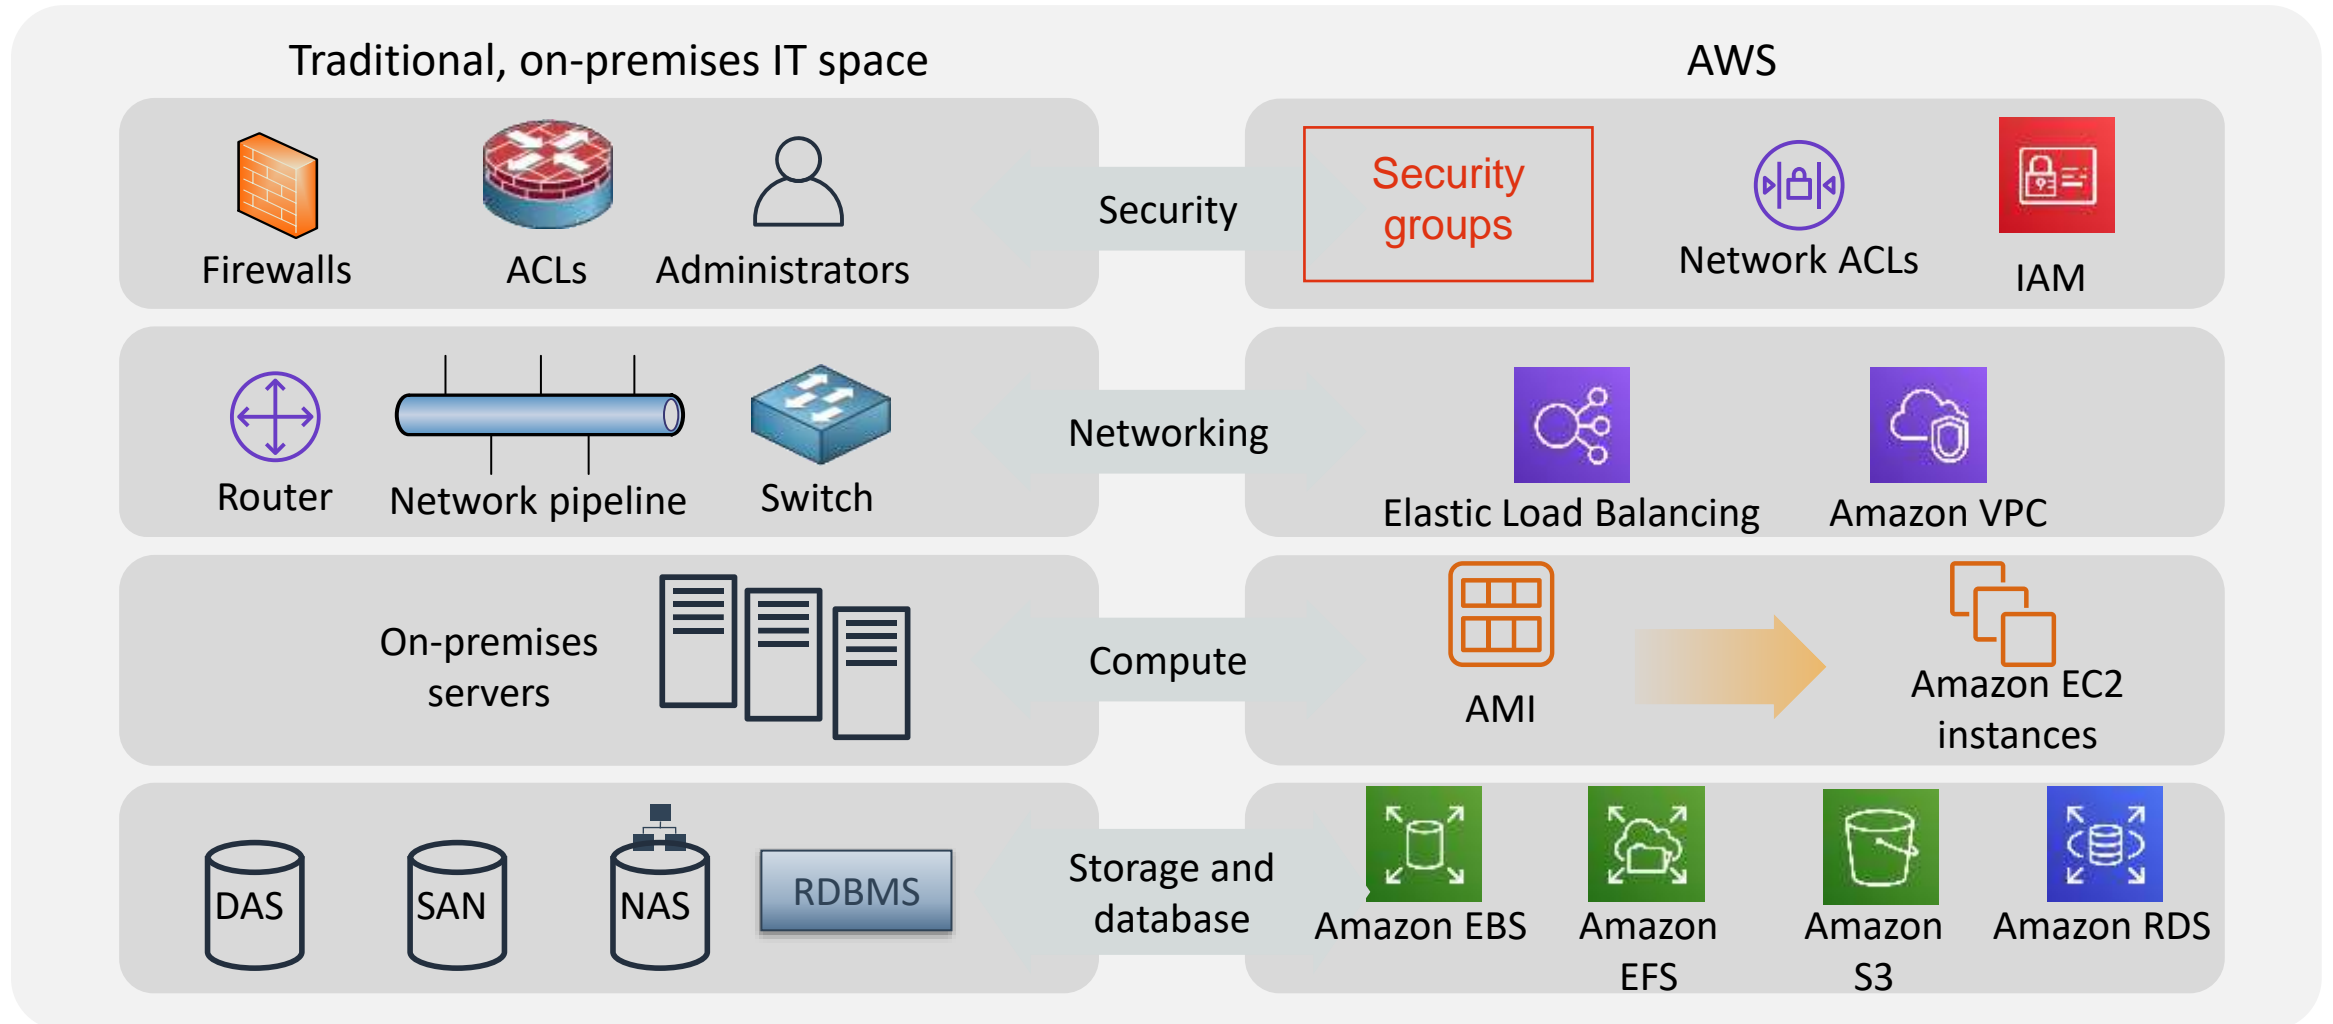 Traditional, on-premises IT space
AWS
Firewalls
ACLs
Administrators
Security
Security
groups
Network ACLs
IAM
Router
Network pipeline
Switch
Networking
Elastic Load Balancing
Amazon VPC
On-premises
servers
Compute
AMI
Amazon EC2
instances
DAS
SAN
NAS
RDBMS
Storage and
database
Amazon EBS
Amazon
EFS
Amazon
S3
Amazon RDS